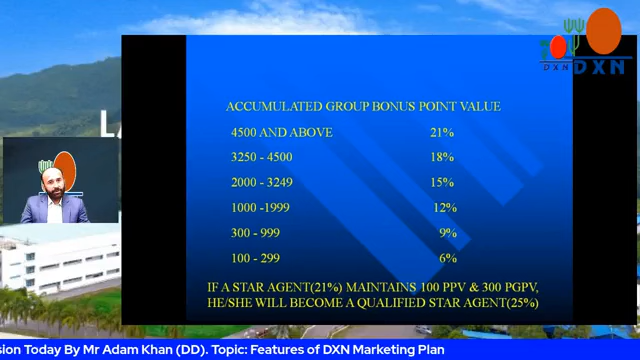 DXN
DXN
LA
ACCUMULATED GROUP BONUS POINT VALUE
4500 AND ABOVE 21%
3250 - 4500 18%
2000 - 3249 15%
1000 -1999 12%
300 - 999 9%
100 - 299 6%
IF A STAR AGENT(21%) MAINTAINS 100 PPV & 300 PGPV,
HE/SHE WILL BECOME A QUALIFIED STAR AGENT(25%)
sion Today By Mr Adam Khan (DD). Topic: Features of DXN Marketing Plan